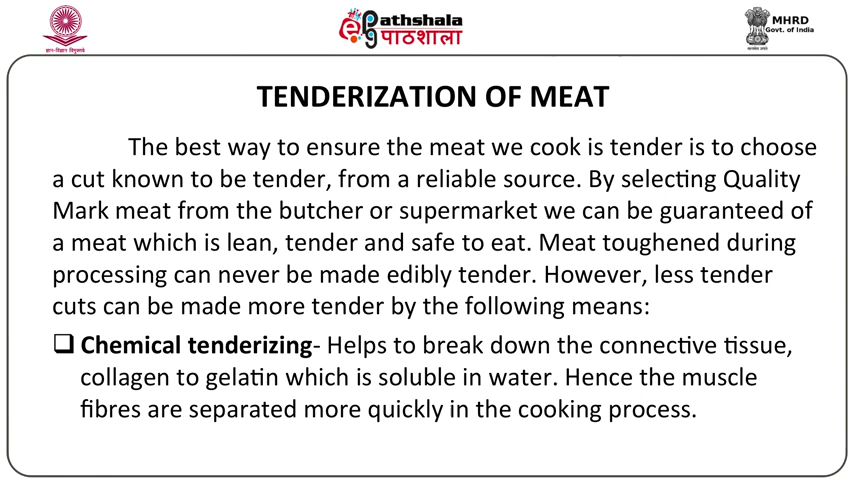 ज्ञान-विज्ञान विमुक्तये
ePathshala
पाठशाला
MHRD
Govt. of India
TENDERIZATION OF MEAT
The best way to ensure the meat we cook is tender is to choose
a cut known to be tender, from a reliable source. By selecting Quality
Mark meat from the butcher or supermarket we can be guaranteed of
a meat which is lean, tender and safe to eat. Meat toughened during
processing can never be made edibly tender. However, less tender
cuts can be made more tender by the following means:
❑ Chemical tenderizing- Helps to break down the connective tissue,
collagen to gelatin which is soluble in water. Hence the muscle
fibres are separated more quickly in the cooking process.